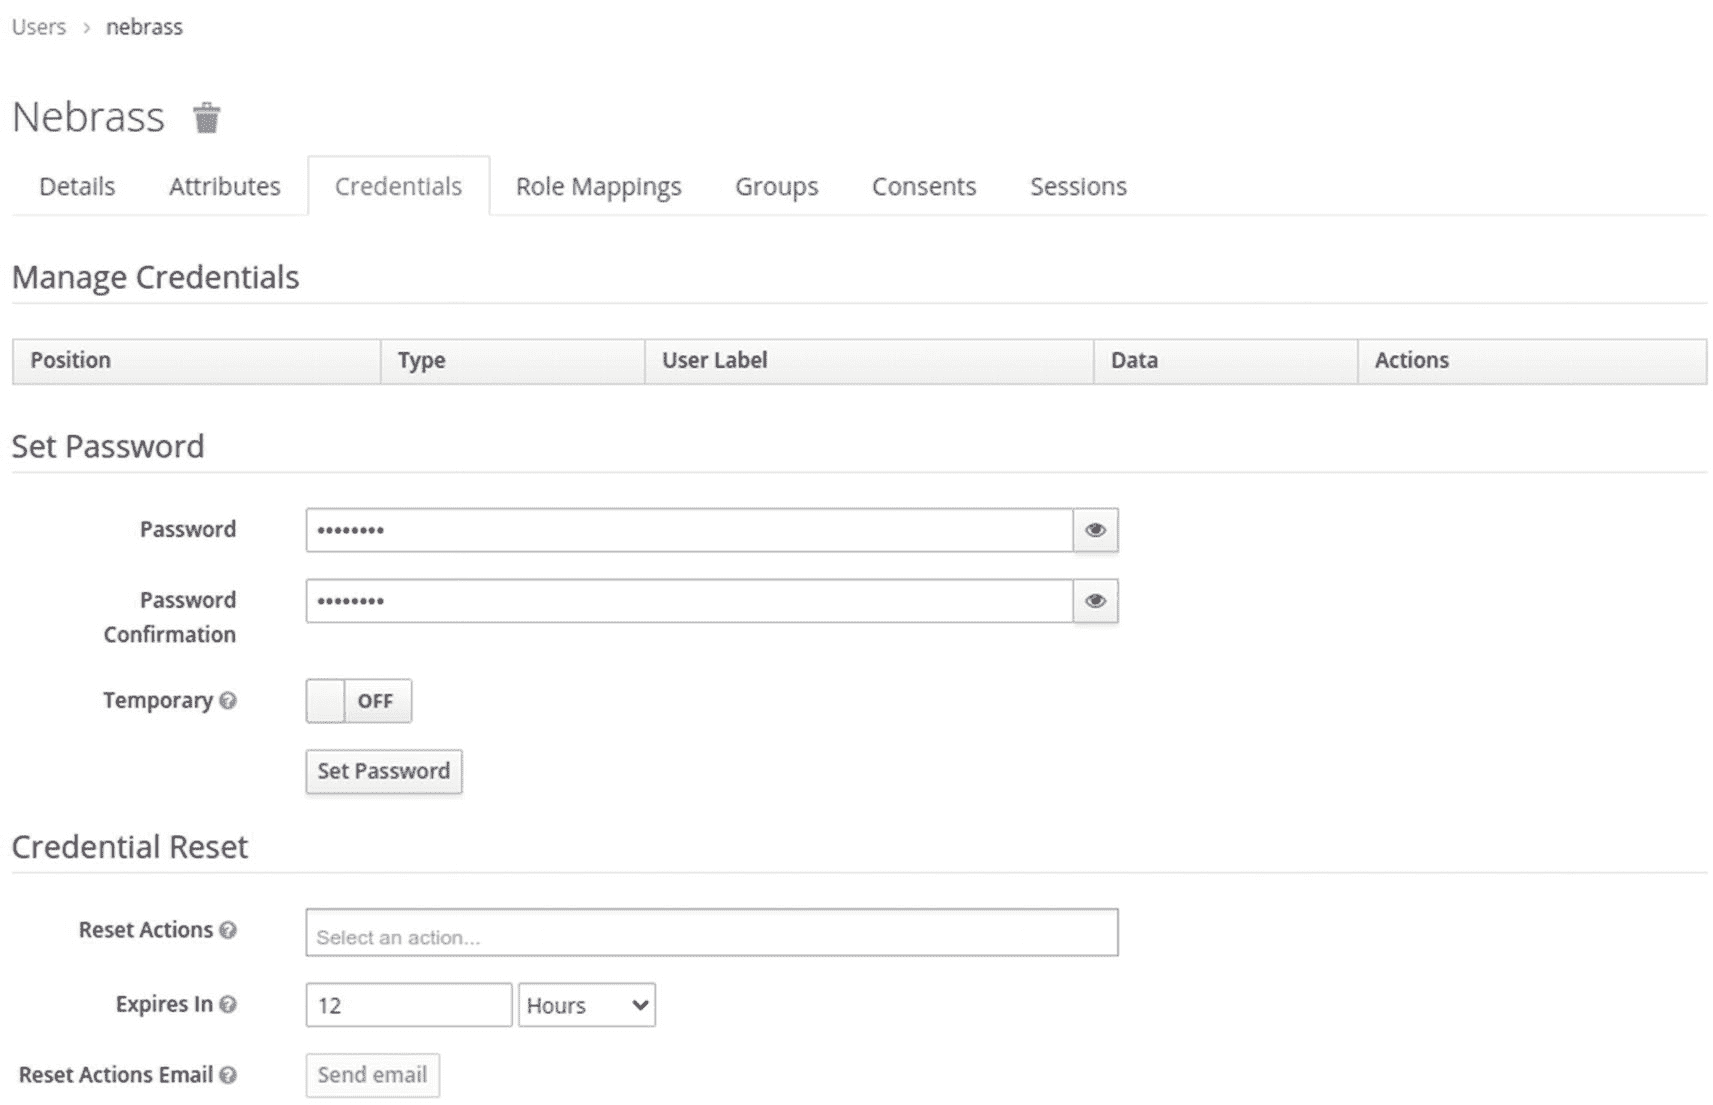 Users › nebrass
Nebrass
Details Attributes Credentials Role Mappings Groups Consents Sessions
Manage Credentials
Position Type User Label Data Actions
Set Password
Password ••••••••
Password ••••••••
Confirmation
Temporary OFF
Set Password
Credential Reset
Reset Actions Select an action...
Expires In 12 Hours
Reset Actions Email Send email